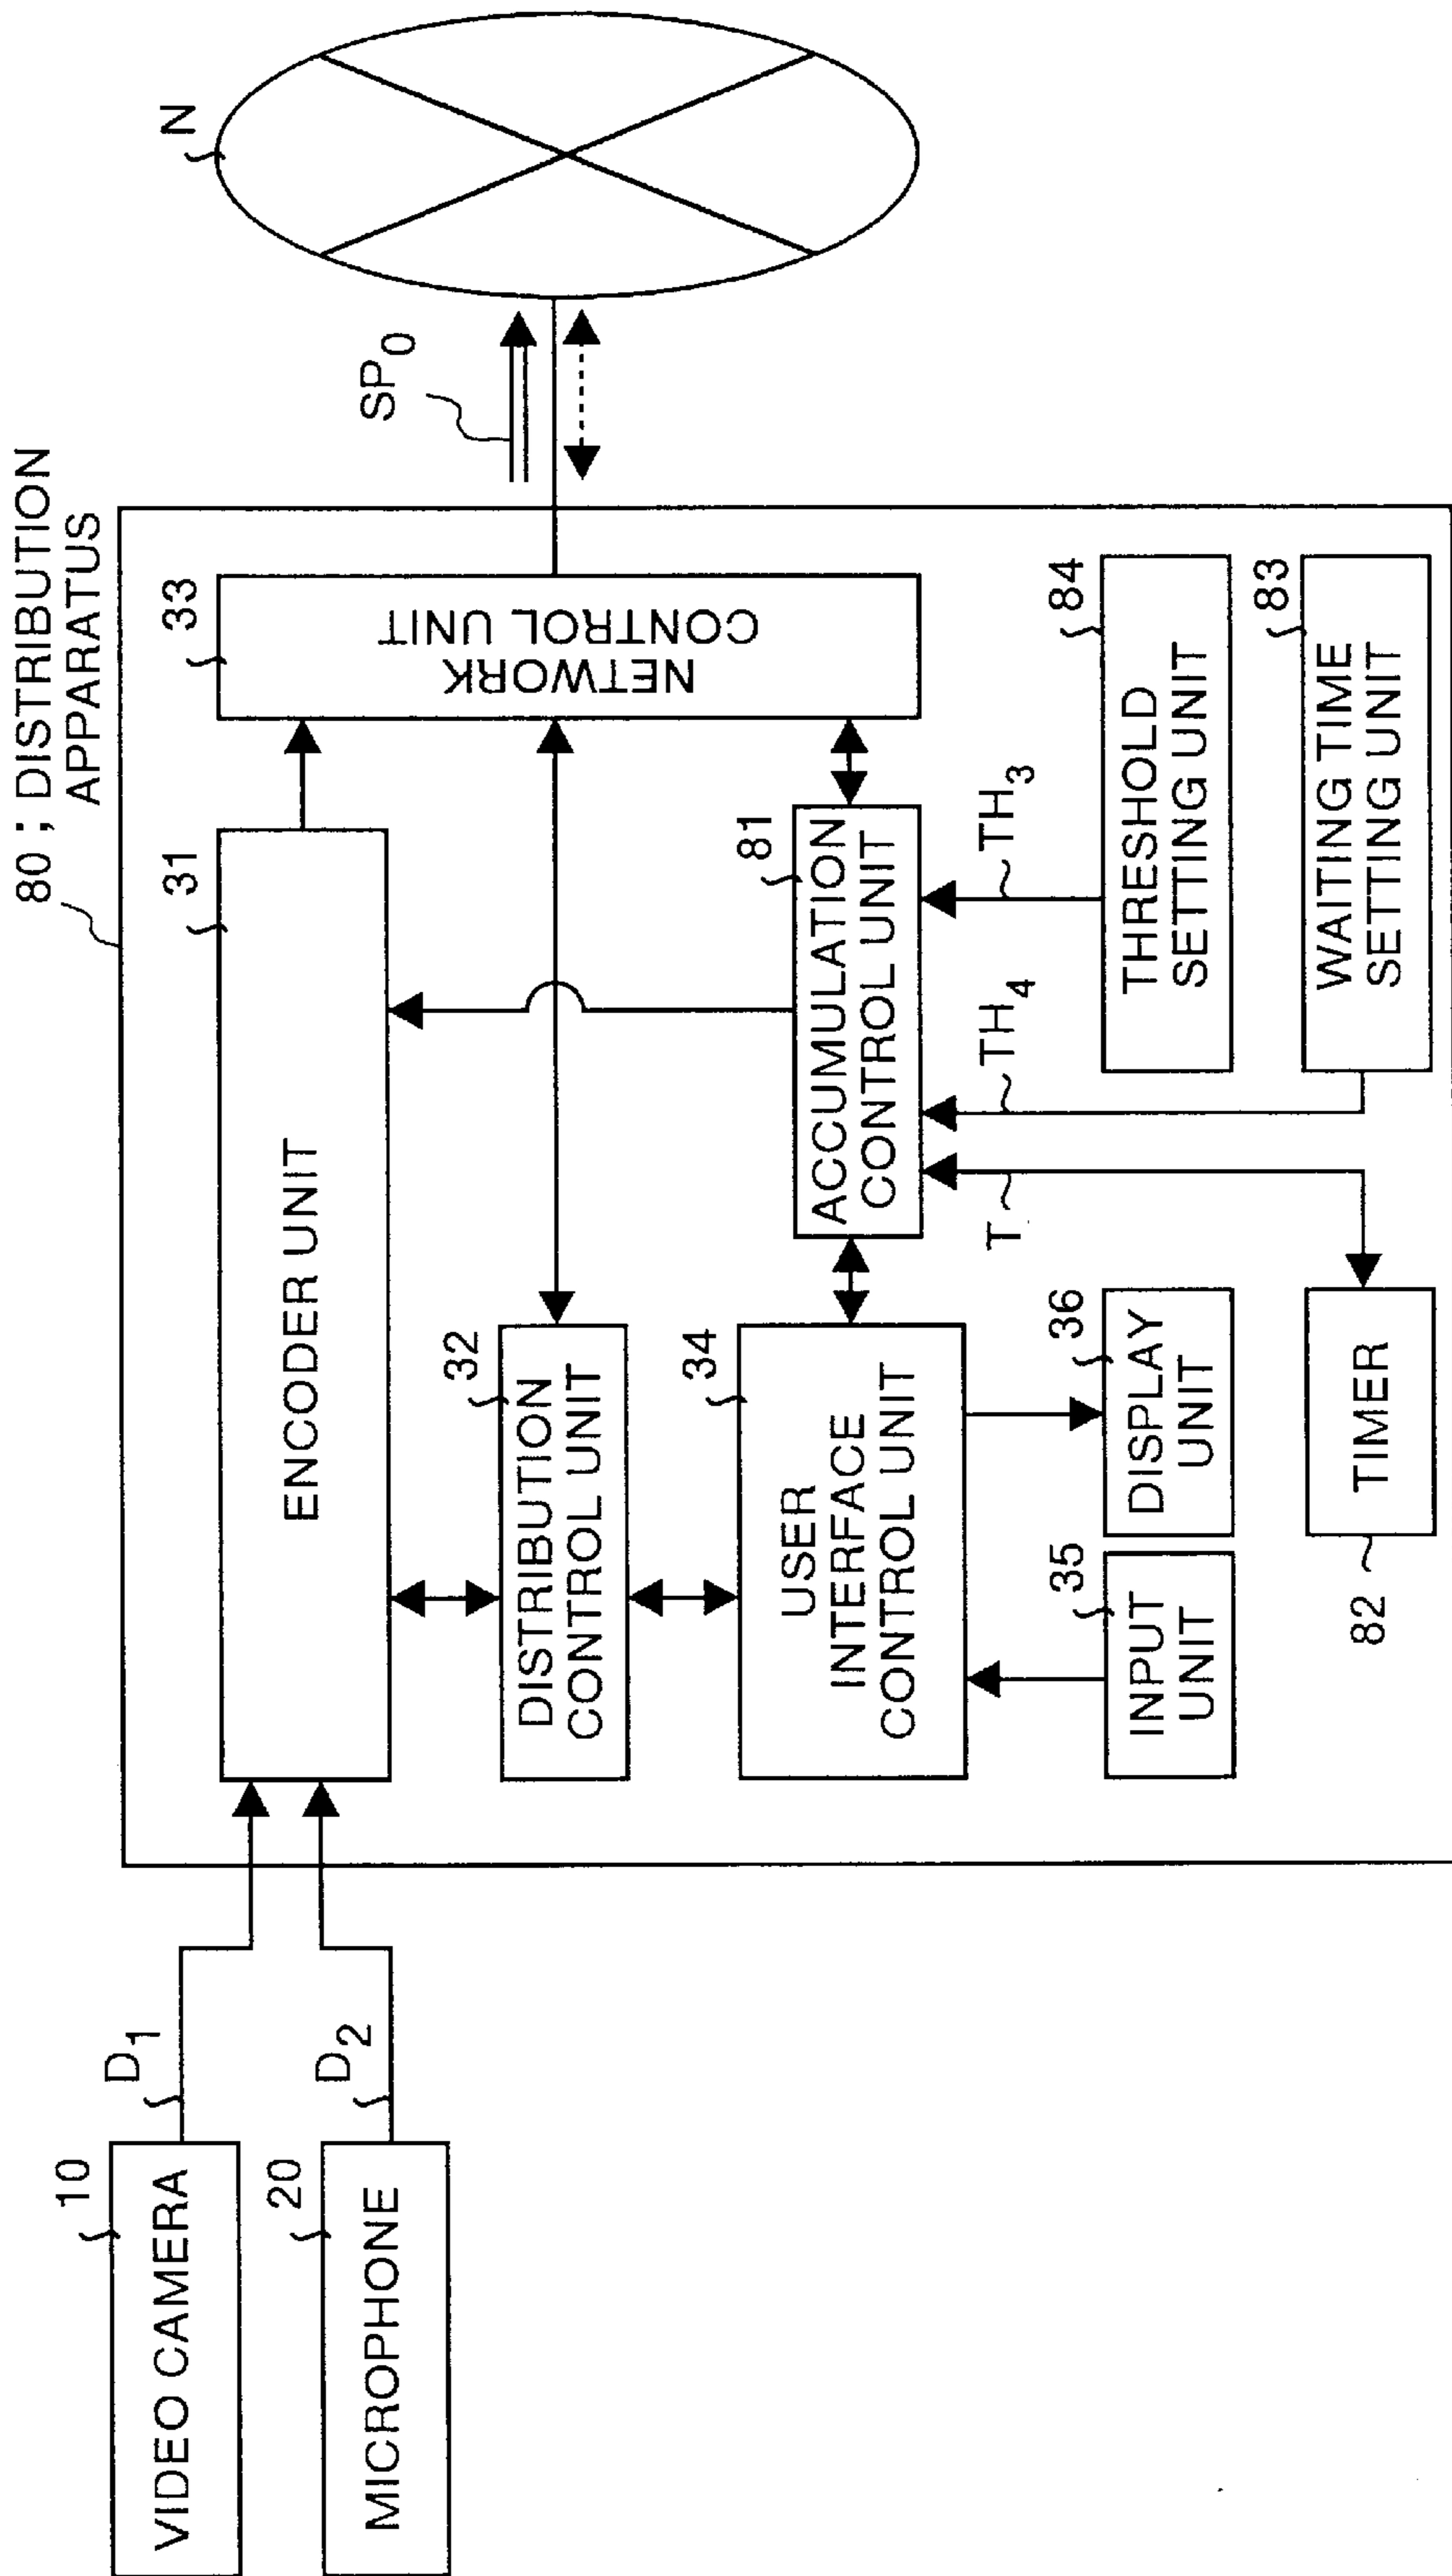 80 ; DISTRIBUTION
APPARATUS
10
VIDEO CAMERA
D1
20
MICROPHONE
D2
31
ENCODER UNIT
33
NETWORK
CONTROL UNIT
SP0
N
32
DISTRIBUTION
CONTROL UNIT
34
USER
INTERFACE
CONTROL UNIT
81
ACCUMULATION
CONTROL UNIT
T
TH4
TH3
35
INPUT
UNIT
36
DISPLAY
UNIT
84
THRESHOLD
SETTING UNIT
82
TIMER
83
WAITING TIME
SETTING UNIT